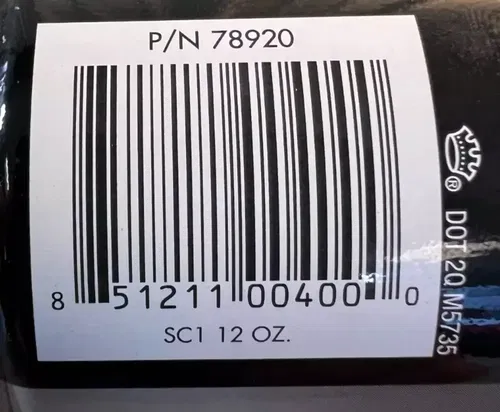 P/N 78920
8 51211 00400 0
SC1 12 OZ.
® DOT 2Q M5735